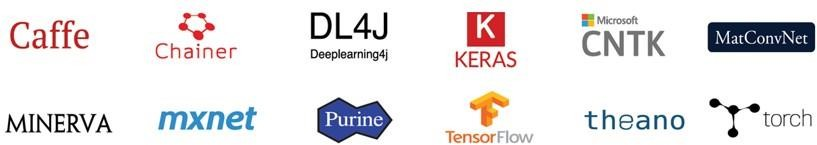 Caffe
Chainer
DL4J
Deeplearning4j
K
KERAS
Microsoft
CNTK
MatConvNet
MINERVA
mxnet
Purine
TensorFlow
theano
torch